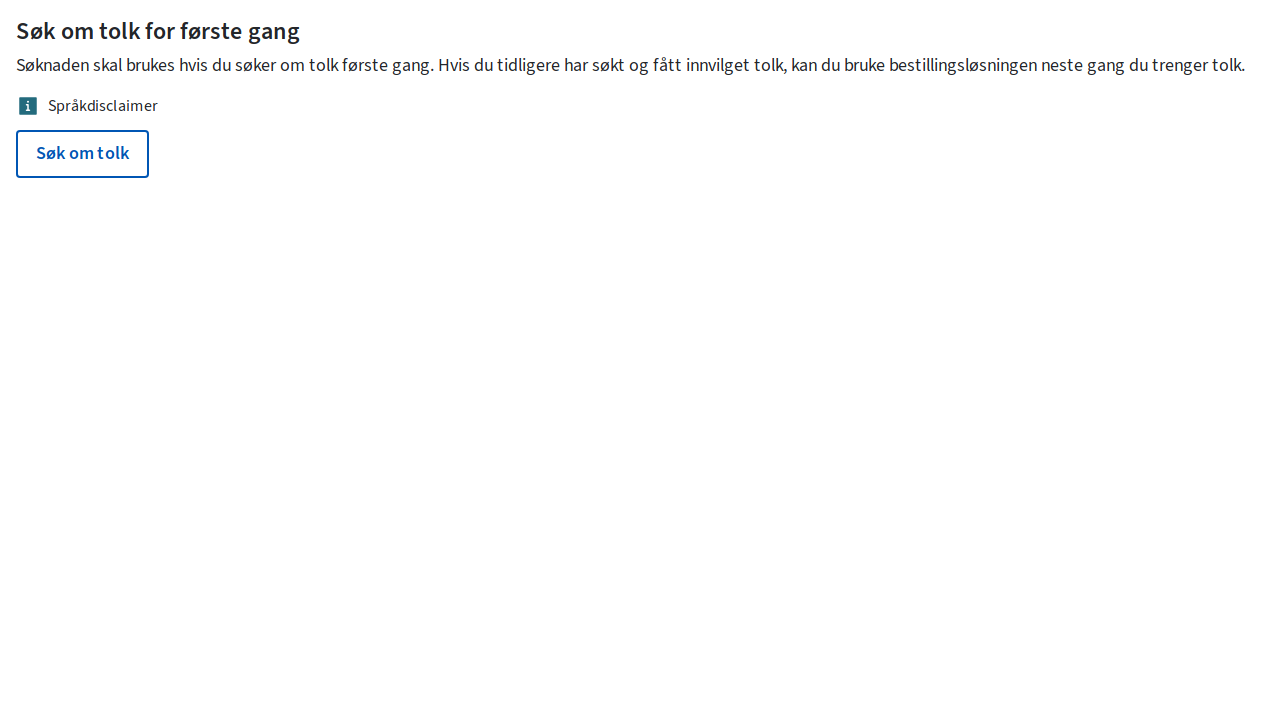 Søk om tolk for første gang
Søknaden skal brukes hvis du søker om tolk første gang. Hvis du tidligere har søkt og fått innvilget tolk, kan du bruke bestillingsløsningen neste gang du trenger tolk.
Språkdisclaimer
Søk om tolk